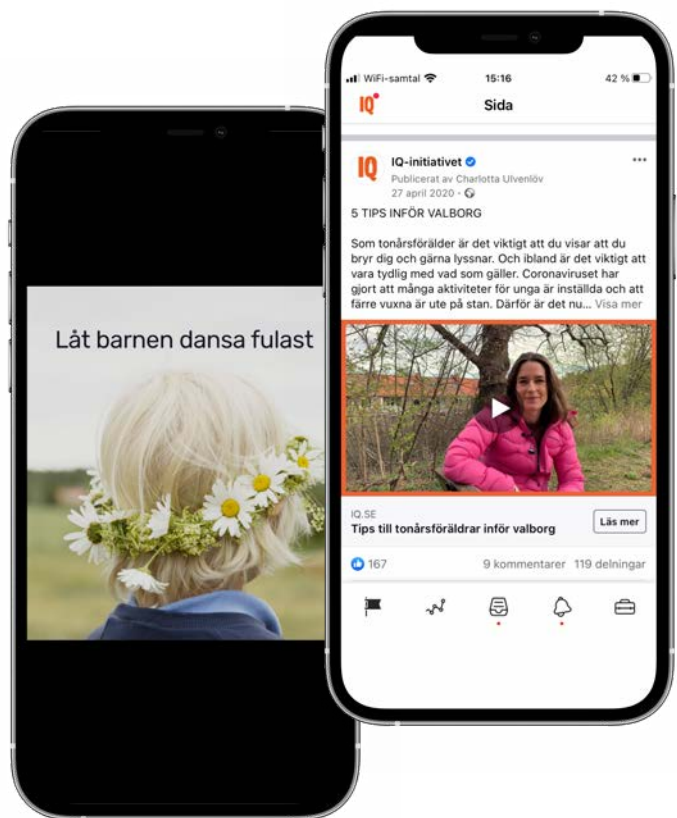 Låt barnen dansa fulast
WiFi-samtal 15:16 42 %
IQ Sida
IQ IQ-initiativet
Publicerat av Charlotta Ulvenlöv
27 april 2020 ·
5 TIPS INFÖR VALBORG
Som tonårsförälder är det viktigt att du visar att du
bryr dig och gärna lyssnar. Och ibland är det viktigt att
vara tydlig med vad som gäller. Coronaviruset har
gjort att många aktiviteter för unga är inställda och att
färre vuxna är ute på stan. Därför är det nu... Visa mer
IQ.SE
Tips till tonårsföräldrar inför valborg Läs mer
167 9 kommentarer 119 delningar